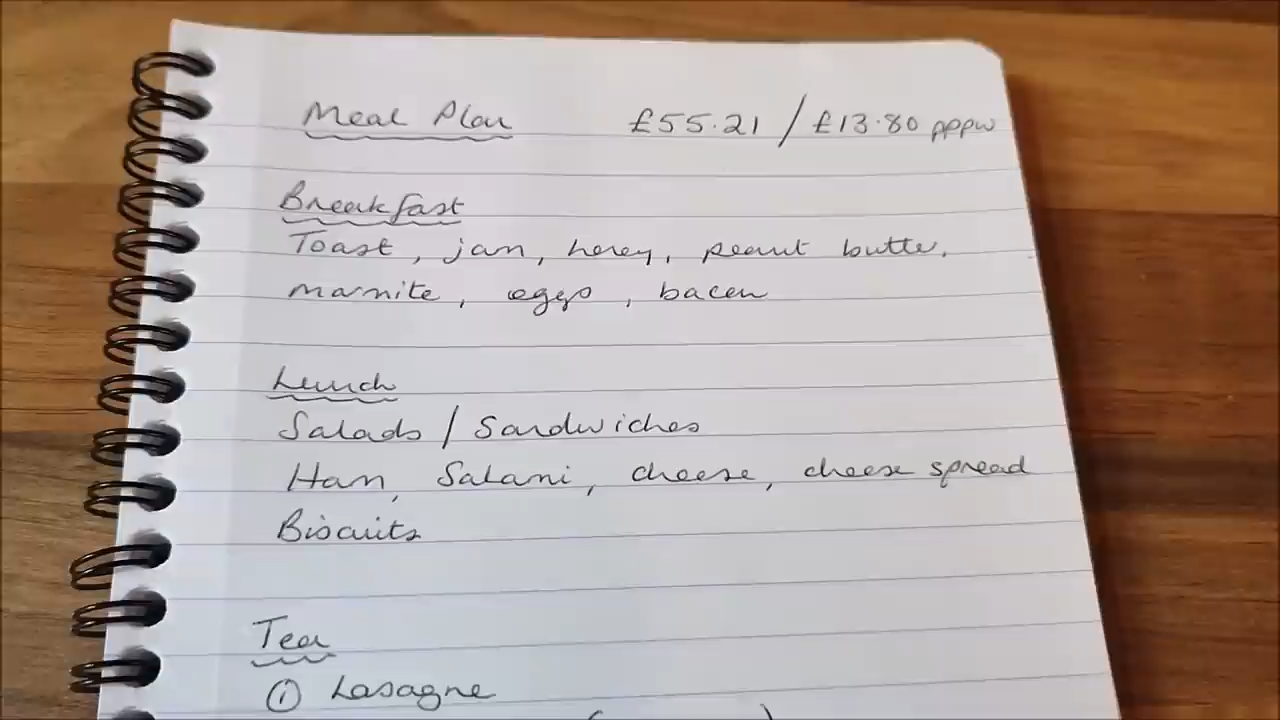 Meal Plan £55.21 / £13.80 pppw
Breakfast
Toast, jam, honey, peanut butter,
marmite, eggs, bacon
Lunch
Salads / Sandwiches
Ham, Salami, cheese, cheese spread
Biscuits
Tea
① Lasagne